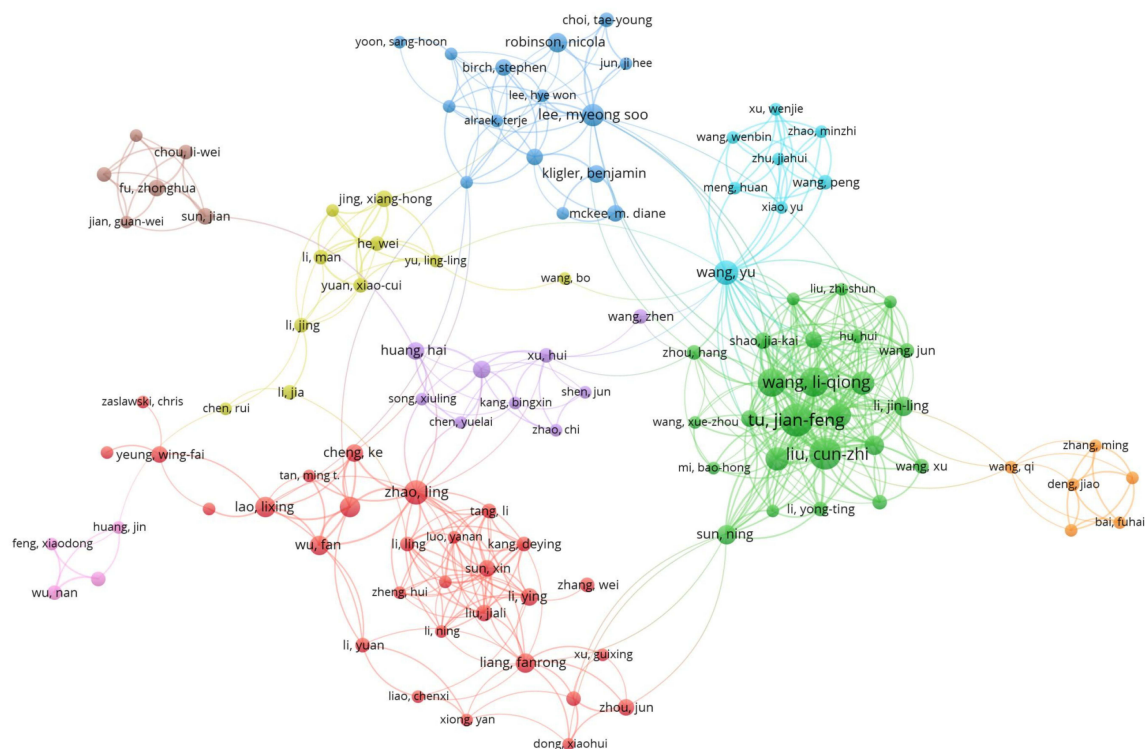 choi, tae-young
yoon, sang-hoon
robinson, nicola
birch, stephen
jun, ji hee
lee, hye won
lee, myeong soo
alraek, terje
kligler, benjamin
mckee, m. diane
xu, wenjie
wang, wenbin
zhao, minzhi
zhu, jiahui
meng, huan
wang, peng
xiao, yu
wang, yu
chou, li-wei
fu, zhonghua
jian, guan-wei
sun, jian
jing, xiang-hong
he, wei
li, man
yu, ling-ling
yuan, xiao-cui
wang, bo
li, jing
li, jia
chen, rui
wang, zhen
huang, hai
xu, hui
song, xiuling
kang, bingxin
shen, jun
chen, yuelai
zhao, chi
liu, zhi-shun
shao, jia-kai
hu, hui
zhou, hang
wang, jun
wang, li-qiong
tu, jian-feng
li, jin-ling
wang, xue-zhou
liu, cun-zhi
mi, bao-hong
wang, xu
li, yong-ting
sun, ning
zhang, ming
wang, qi
deng, jiao
bai, fuhai
zaslawski, chris
yeung, wing-fai
cheng, ke
tan, ming t.
zhao, ling
lao, lixing
tang, li
wu, fan
luo, yanan
li, ling
kang, deying
sun, xin
zhang, wei
zheng, hui
li, ying
liu, jiali
li, ning
li, yuan
liang, fanrong
xu, guixing
liao, chenxi
zhou, jun
xiong, yan
dong, xiaohui
huang, jin
feng, xiaodong
wu, nan